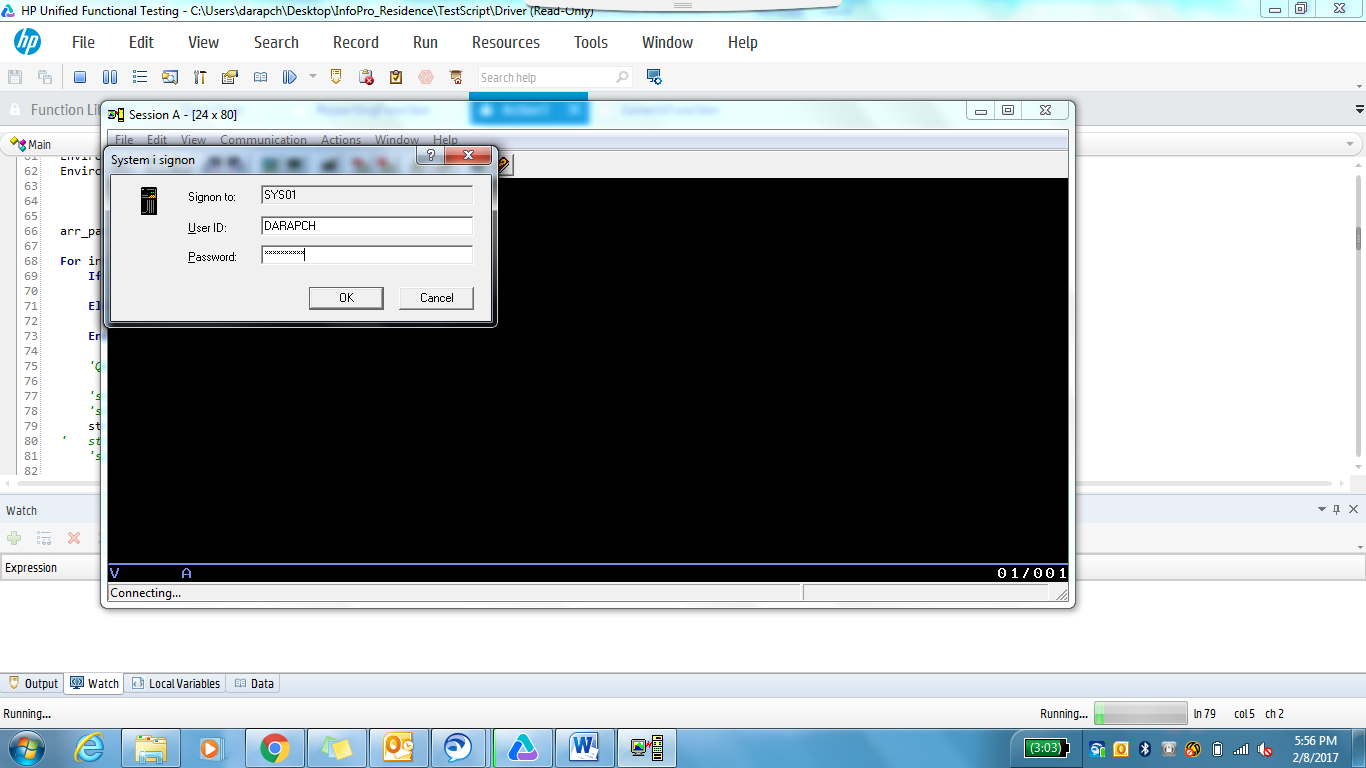 HP Unified Functional Testing - C:\Users\darapch\Desktop\InfoPro_Residence\TestScript\Driver (Read-Only)
hp File Edit View Search Record Run Resources Tools Window Help
Search help
Function Li
Session A - [24 x 80]
File Edit View Communication Actions Window Help
Main
System i signon
61 Enviro
62 Enviro
63
64
65
66 arr_pa
67
68 For in
69 If
70
71 El
72
73 En
74
75
76
77 's
78 's
79 st
80 ' st
81 's
82
Signon to: SYS01
User ID: DARAPCH
Password: **********
OK Cancel
V A 01/001
Connecting...
Watch
Expression
Output Watch Local Variables Data
Running... Running... ln 79 col 5 ch 2
(3:03) 5:56 PM
2/8/2017